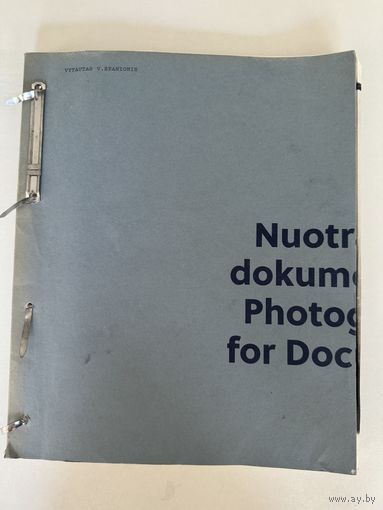 VYTAUTAS V.STANIONIS
Nuotr
dokume
Photog
for Doc
www.ay.by